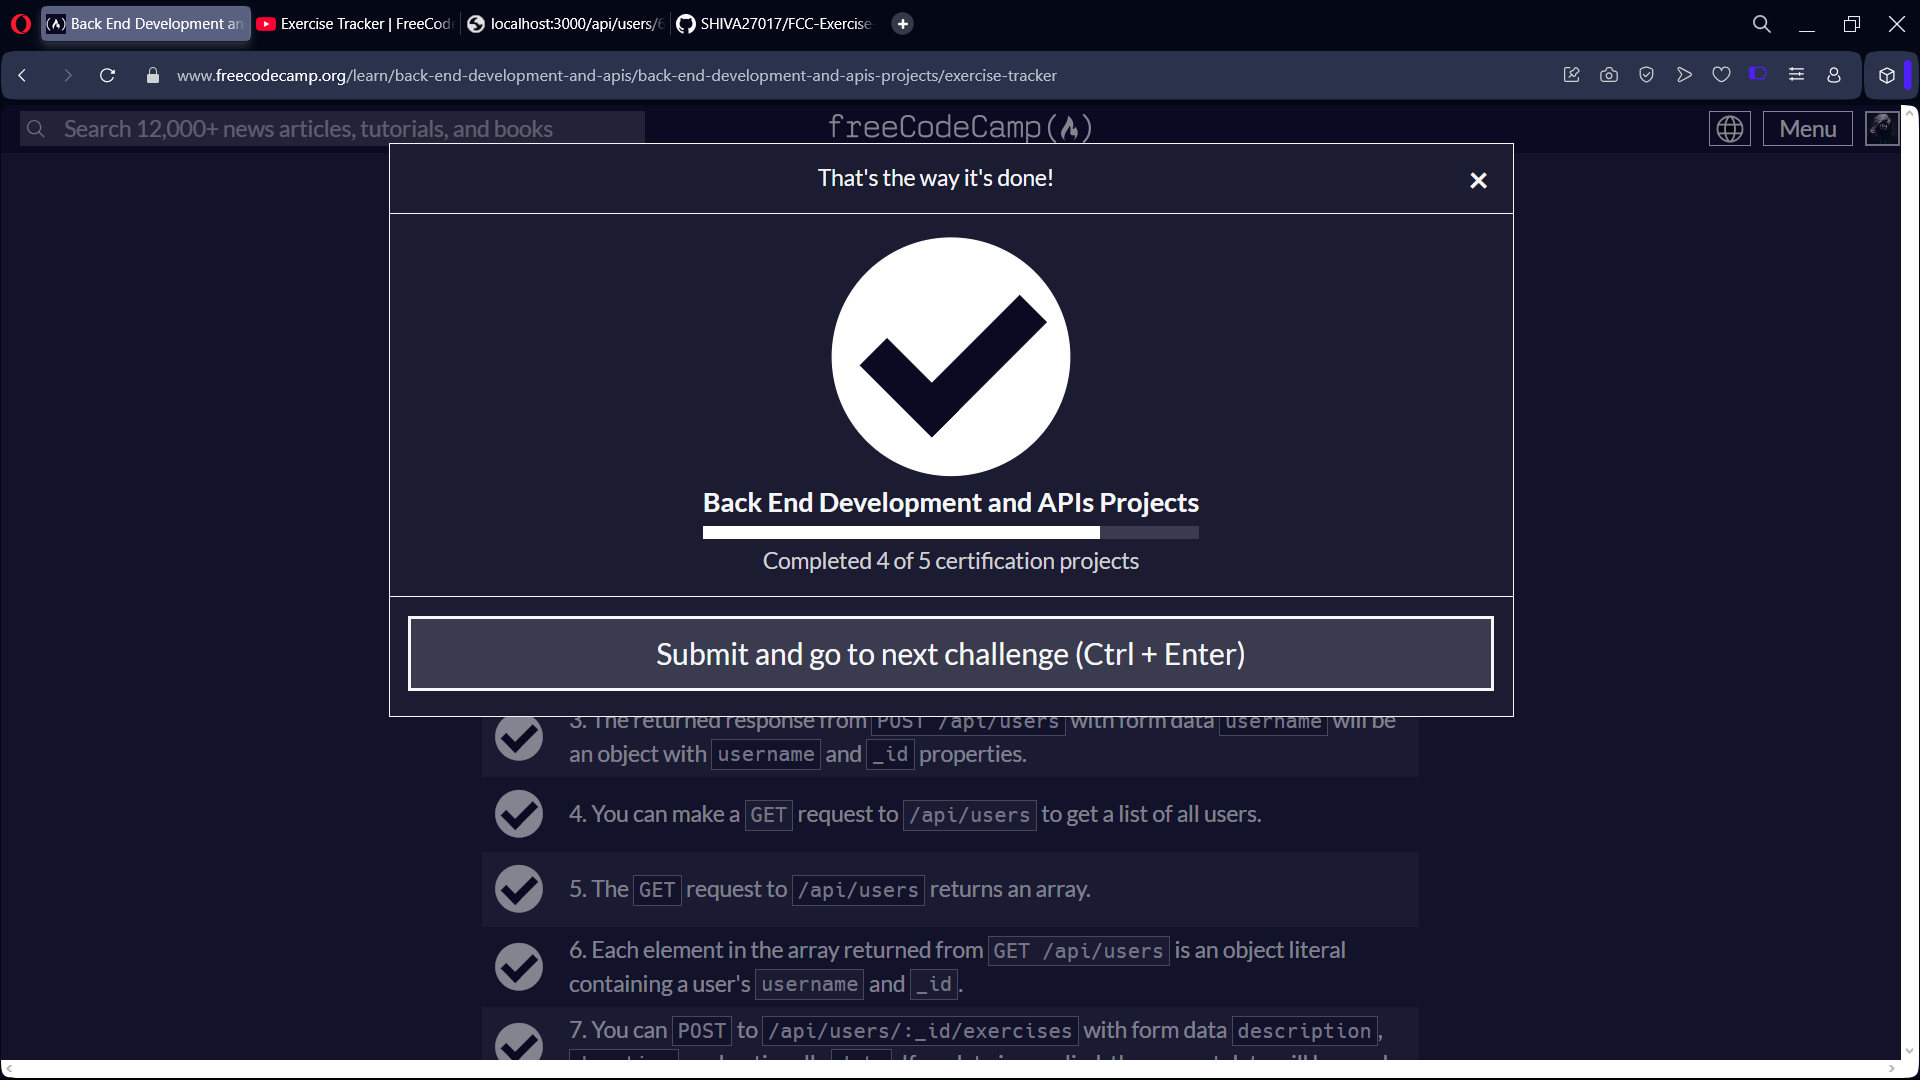 Back End Development an
Exercise Tracker | FreeCod
localhost:3000/api/users/6
SHIVA27017/FCC-Exercise-
www.freecodecamp.org/learn/back-end-development-and-apis/back-end-development-and-apis-projects/exercise-tracker
Search 12,000+ news articles, tutorials, and books
freeCodeCamp
Menu
That's the way it's done!
Back End Development and APIs Projects
Completed 4 of 5 certification projects
Submit and go to next challenge (Ctrl + Enter)
3. The returned response from POST /api/users with form data username will be
an object with username and _id properties.
4. You can make a GET request to /api/users to get a list of all users.
5. The GET request to /api/users returns an array.
6. Each element in the array returned from GET /api/users is an object literal
containing a user's username and _id.
7. You can POST to /api/users/:_id/exercises with form data description,